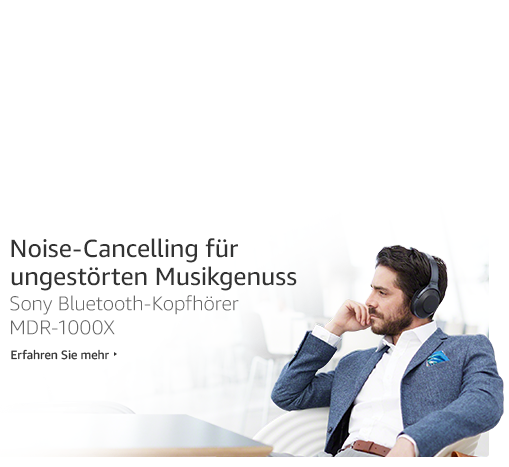 Noise-Cancelling für
ungestörten Musikgenuss
Sony Bluetooth-Kopfhörer
MDR-1000X
Erfahren Sie mehr ‣